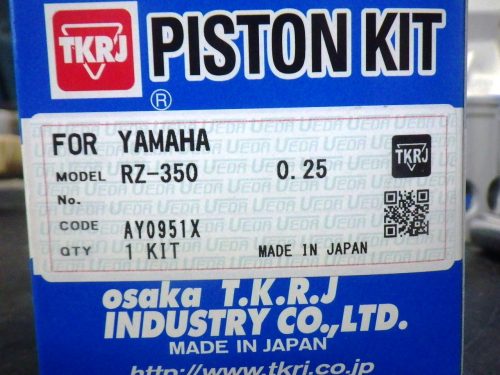 TKRJ PISTON KIT
®
FOR YAMAHA
MODEL RZ-350 0.25
TKRJ
No.
CODE AY0951X
QTY 1 KIT MADE IN JAPAN
osaka T.K.R.J
INDUSTRY CO.,LTD.
MADE IN JAPAN
http://www.tkrj.co.jp